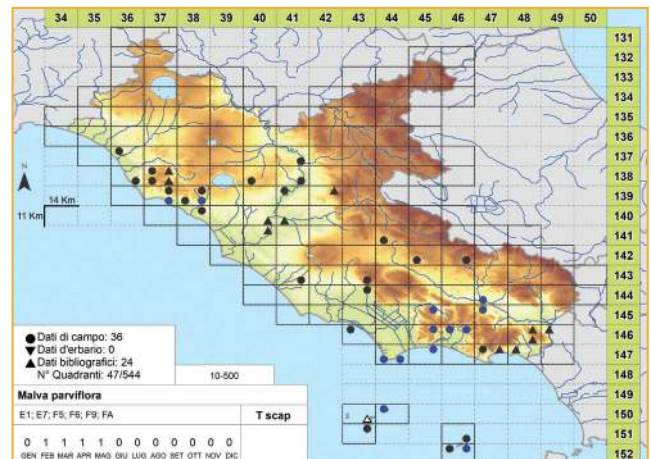 34 35 36 37 38 39 40 41 42 43 44 45 46 47 48 49 50
131
132
133
134
135
136
137
138
139
140
141
142
143
144
145
146
147
148
149
150
151
152
N
14 Km
11 Km
Dati di campo: 36
Dati d'erbario: 0
Dati bibliografici: 24
N° Quadranti: 47/544
10-500
Malva parviflora
E1; E7; F5; F6; F9; FA
T scap
0 1 1 1 1 0 0 0 0 0 0 0
GEN FEB MAR APR MAG GIU LUG AGO SET OTT NOV DIC